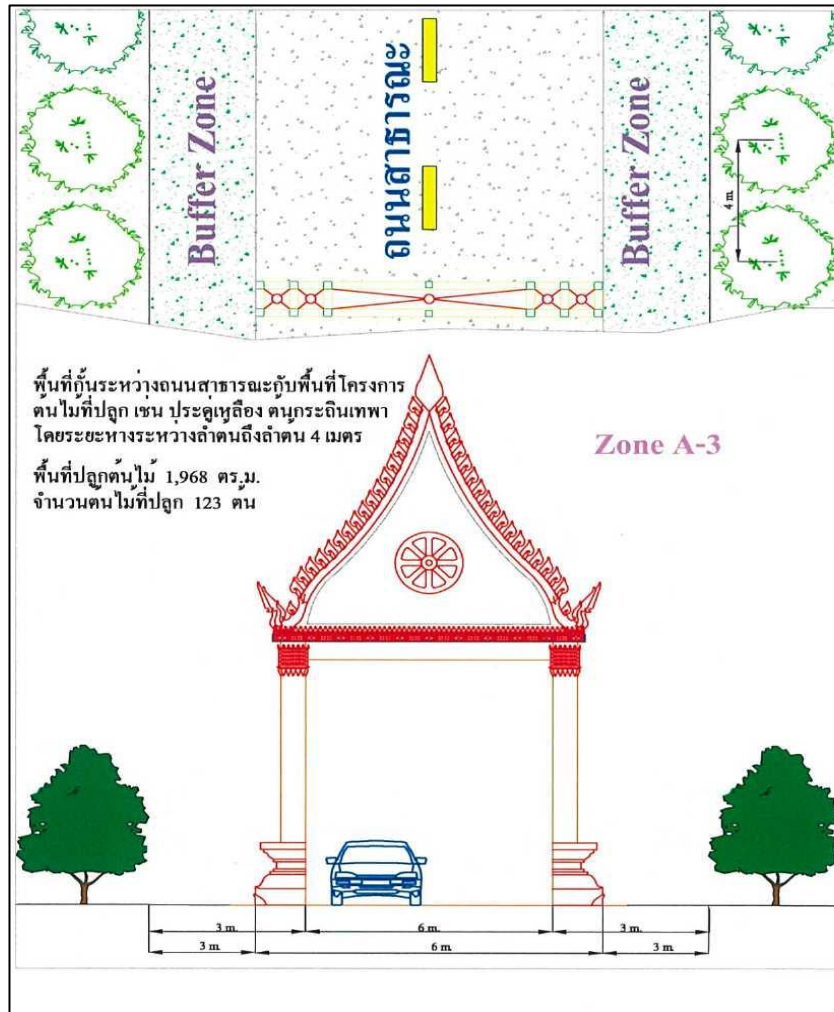 Buffer Zone
ถนนสาธารณะ
Buffer Zone
4 m.
พื้นที่กั้นระหว่างถนนสาธารณะกับพื้นที่โครงการ
ต้นไม้ที่ปลูก เช่น ประดู่เหลือง ต้นกระถินเทพา
โดยระยะห่างระหว่างลำต้นถึงลำต้น 4 เมตร
Zone A-3
พื้นที่ปลูกต้นไม้ 1,968 ตร.ม.
จำนวนต้นไม้ที่ปลูก 123 ต้น
3 m. 6 m. 3 m.
3 m. 6 m. 3 m.